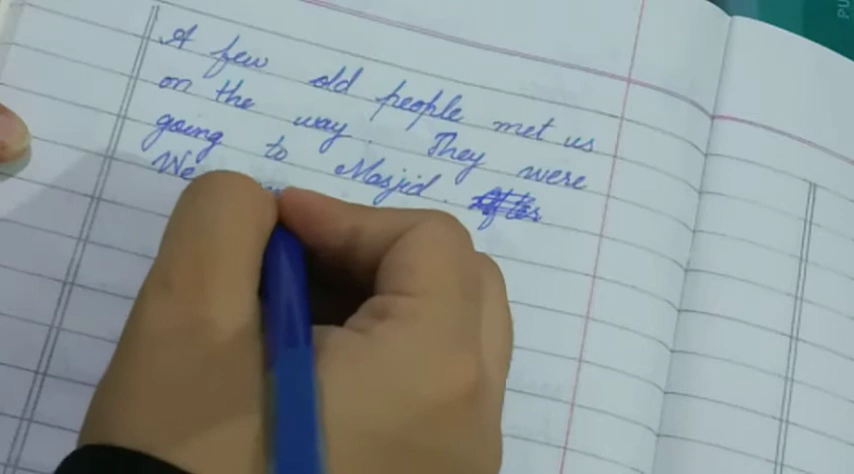 A few old people met us
on the way. They were
going to Masjid.
We